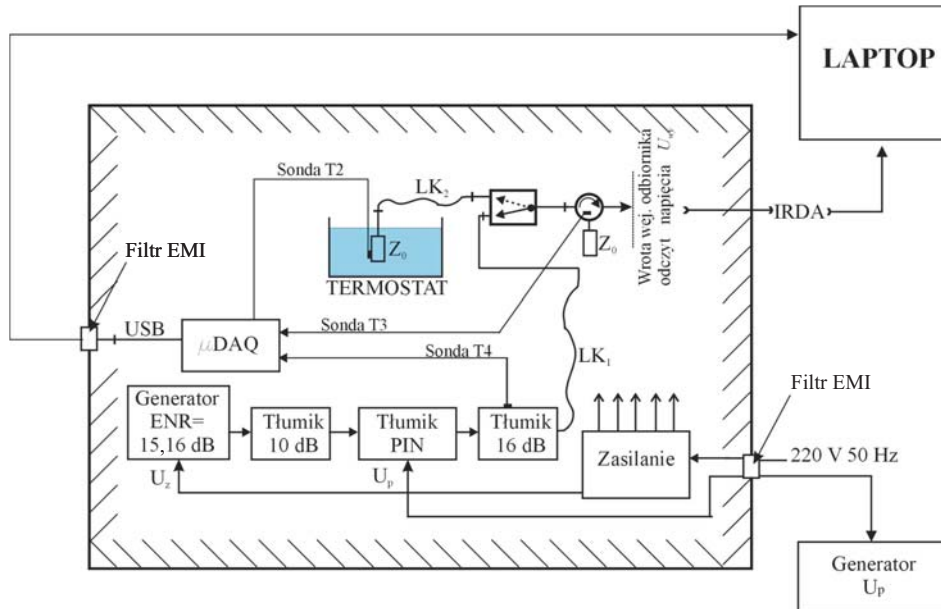 LAPTOP
Sonda T2
LK2
Wrota wej. odbiornika
odczyt napięcia
IRDA
Z0
Z0
TERMOSTAT
Filtr EMI
USB
μDAQ
Sonda T3
Sonda T4
LK1
Filtr EMI
Generator
ENR=
15,16 dB
Tłumik
10 dB
Tłumik
PIN
Tłumik
16 dB
Zasilanie
220 V 50 Hz
Uz
Up
Generator
Up